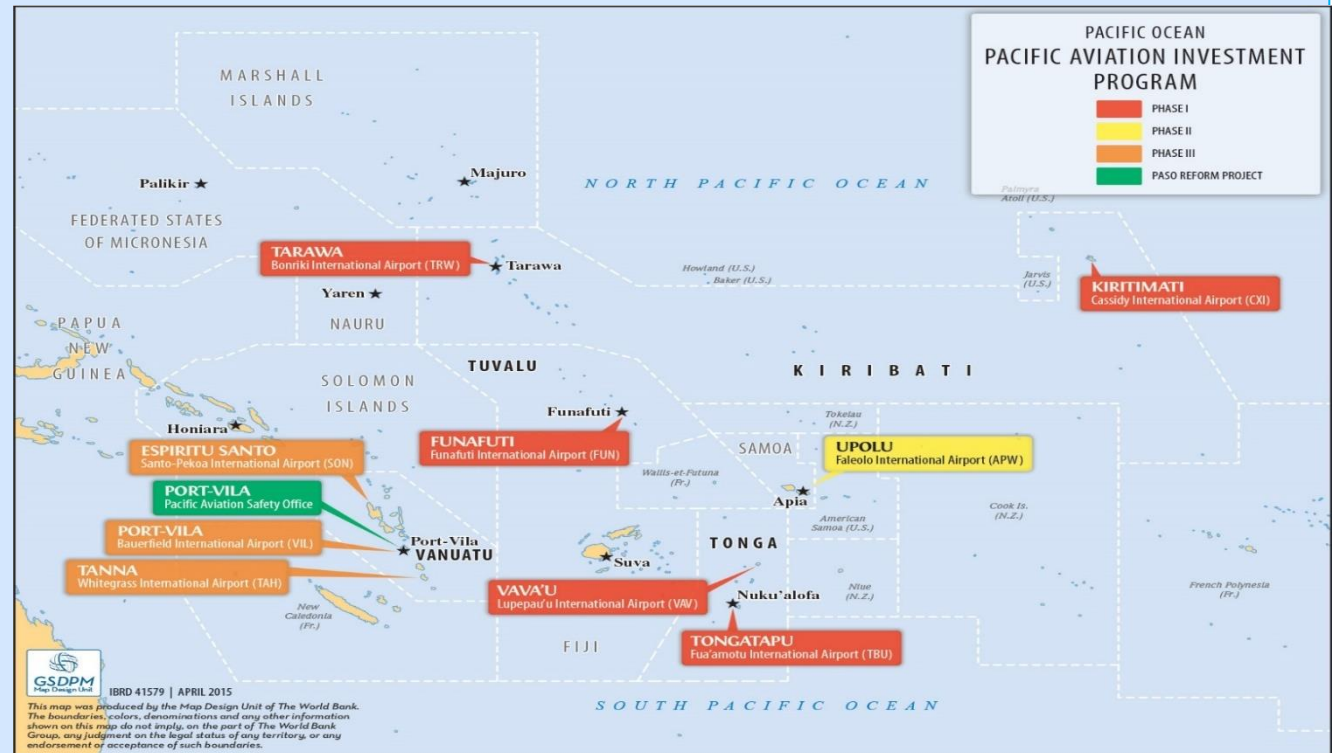 PACIFIC OCEAN
PACIFIC AVIATION INVESTMENT
PROGRAM
PHASE I
PHASE II
PHASE III
PASO REFORM PROJECT
MARSHALL
ISLANDS
Palikir
Majuro
NORTH PACIFIC OCEAN
Palmyra
Atoll (U.S.)
FEDERATED STATES
OF MICRONESIA
TARAWA
Bonriki International Airport (TRW)
Tarawa
Howland (U.S.)
Baker (U.S.)
Jarvis
(U.S.)
KIRITIMATI
Cassidy International Airport (CXI)
Yaren
NAURU
PAPUA
NEW
GUINEA
TUVALU
KIRIBATI
SOLOMON
ISLANDS
Honiara
Funafuti
Tokelau
(N.Z.)
ESPIRITU SANTO
Santo-Pekoa International Airport (SON)
FUNAFUTI
Funafuti International Airport (FUN)
SAMOA
UPOLU
Faleolo International Airport (APW)
Wallis-et-Futuna
(Fr.)
PORT-VILA
Pacific Aviation Safety Office
Apia
American
Samoa (U.S.)
Cook Is.
(N.Z.)
PORT-VILA
Bauerfield International Airport (VIL)
Port-Vila
VANUATU
Suva
TONGA
TANNA
Whitegrass International Airport (TAH)
VAVA'U
Lupepau'u International Airport (VAV)
Niue
(N.Z.)
French Polynesia
(Fr.)
New
Caledonia
(Fr.)
Nuku'alofa
FIJI
TONGATAPU
Fua'amotu International Airport (TBU)
GSDPM
Map Design Unit
IBRD 41579 | APRIL 2015
SOUTH PACIFIC OCEAN
This map was produced by the Map Design Unit of The World Bank.
The boundaries, colors, denominations and any other information
shown on this map do not imply, on the part of The World Bank
Group, any judgment on the legal status of any territory, or any
endorsement or acceptance of such boundaries.